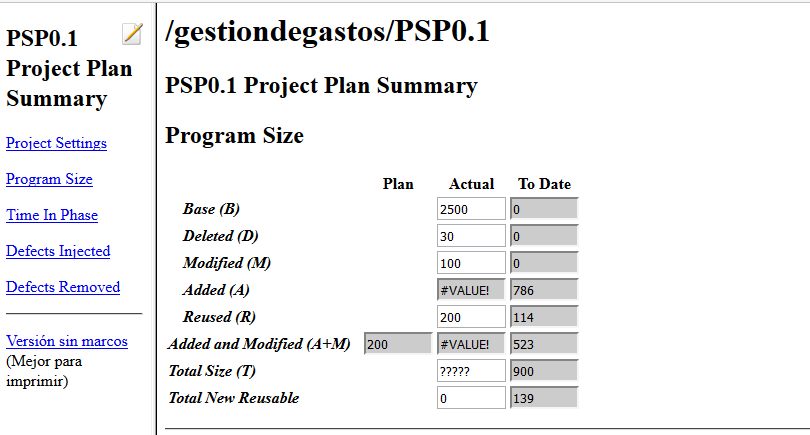 PSP0.1
Project Plan
Summary
Project Settings
Program Size
Time In Phase
Defects Injected
Defects Removed
Versión sin marcos
(Mejor para
imprimir)
/gestiondegastos/PSP0.1
PSP0.1 Project Plan Summary
Program Size
Plan Actual To Date
Base (B) 2500 0
Deleted (D) 30 0
Modified (M) 100 0
Added (A) #VALUE! 786
Reused (R) 200 114
Added and Modified (A+M) 200 #VALUE! 523
Total Size (T) ????? 900
Total New Reusable 0 139